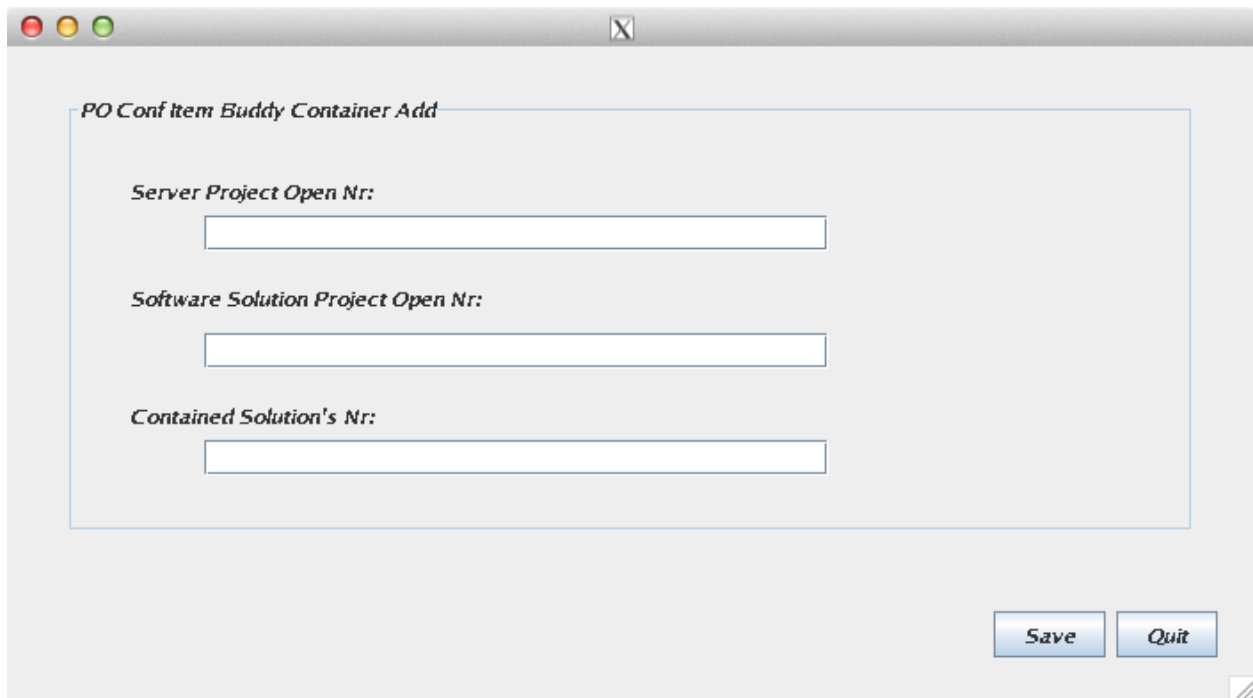 X
PO Conf Item Buddy Container Add
Server Project Open Nr:
Software Solution Project Open Nr:
Contained Solution's Nr:
Save Quit